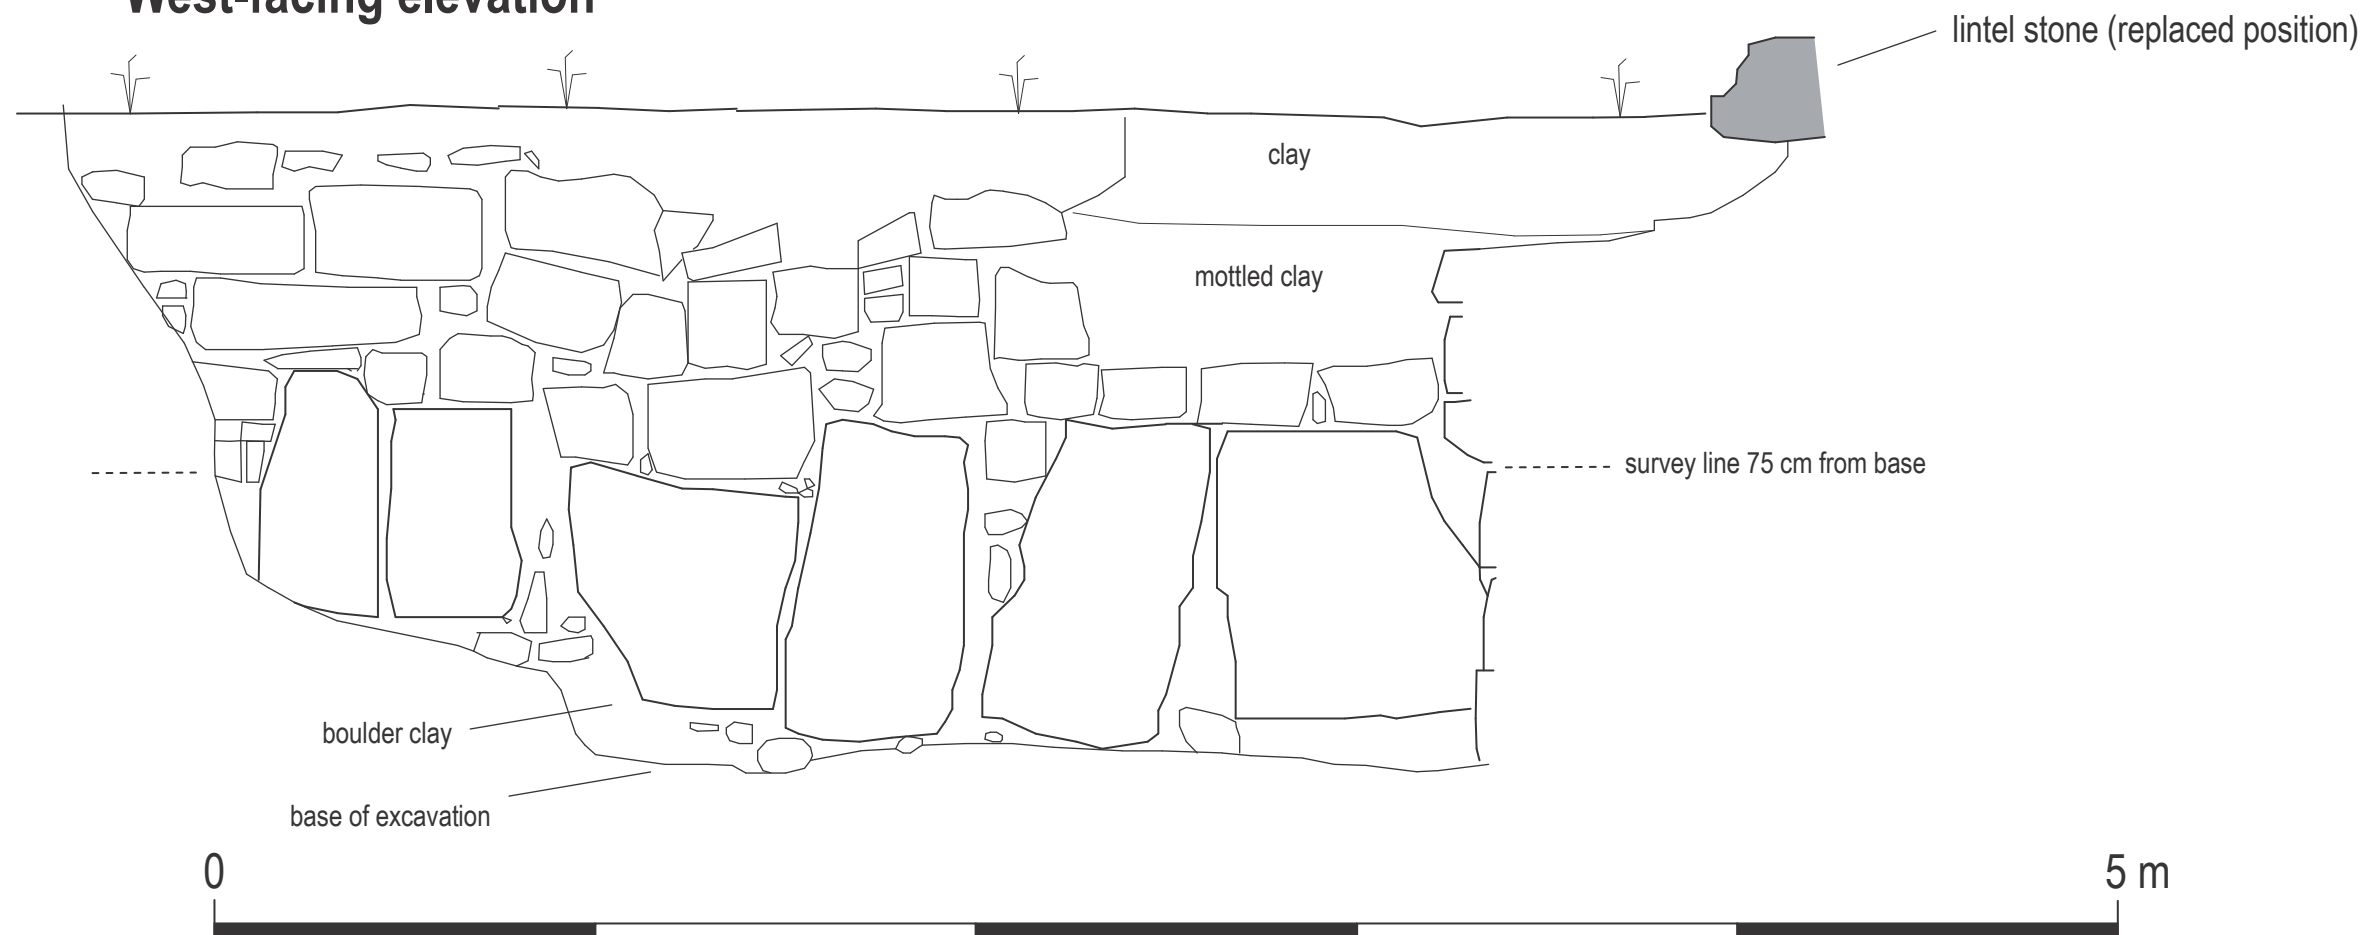 West-facing elevation
lintel stone (replaced position)
clay
mottled clay
survey line 75 cm from base
boulder clay
base of excavation
0
5 m